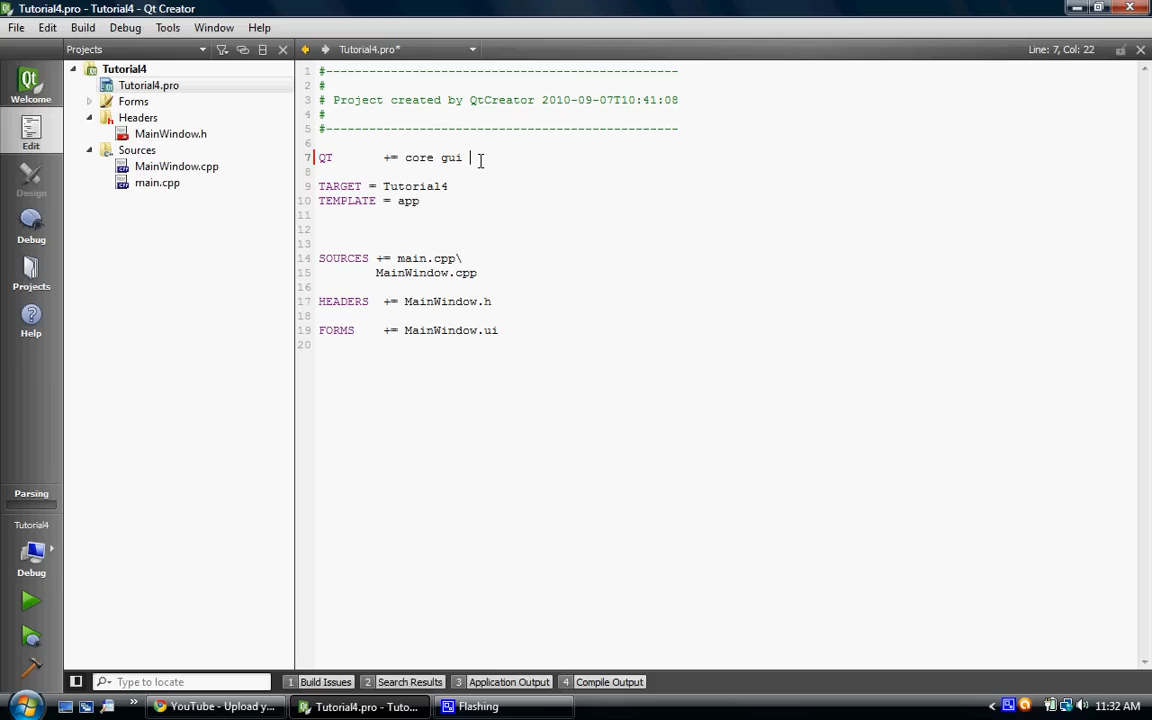 Tutorial4.pro - Tutorial4 - Qt Creator
File Edit Build Debug Tools Window Help
Projects Tutorial4.pro* Line: 7, Col: 22
Welcome
Edit
Design
Debug
Projects
Help
Parsing
Tutorial4
Debug
Tutorial4
Tutorial4.pro
Forms
Headers
MainWindow.h
Sources
MainWindow.cpp
main.cpp
1 #-------------------------------------------------
2 #
3 # Project created by QtCreator 2010-09-07T10:41:08
4 #
5 #-------------------------------------------------
6
7 QT += core gui
8
9 TARGET = Tutorial4
10 TEMPLATE = app
11
12
13
14 SOURCES += main.cpp\
15 MainWindow.cpp
16
17 HEADERS += MainWindow.h
18
19 FORMS += MainWindow.ui
20
Type to locate 1 Build Issues 2 Search Results 3 Application Output 4 Compile Output
YouTube - Upload y... Tutorial4.pro - Tuto... Flashing 11:32 AM